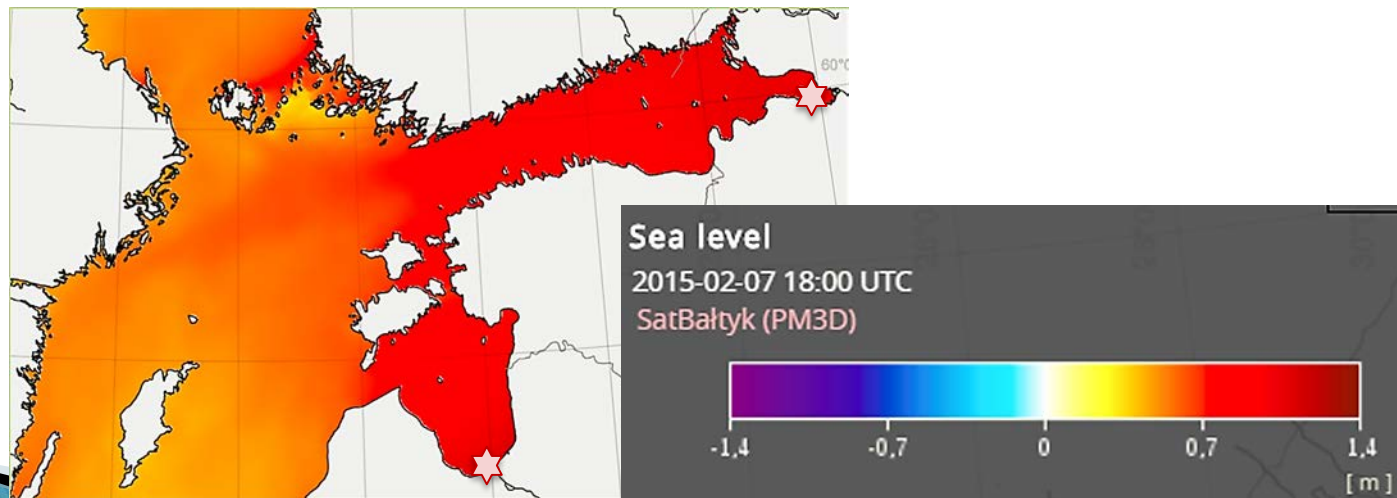 60°
Sea level
2015-02-07 18:00 UTC
SatBałtyk (PM3D)
-1,4 -0,7 0 0,7 1,4
[ m ]